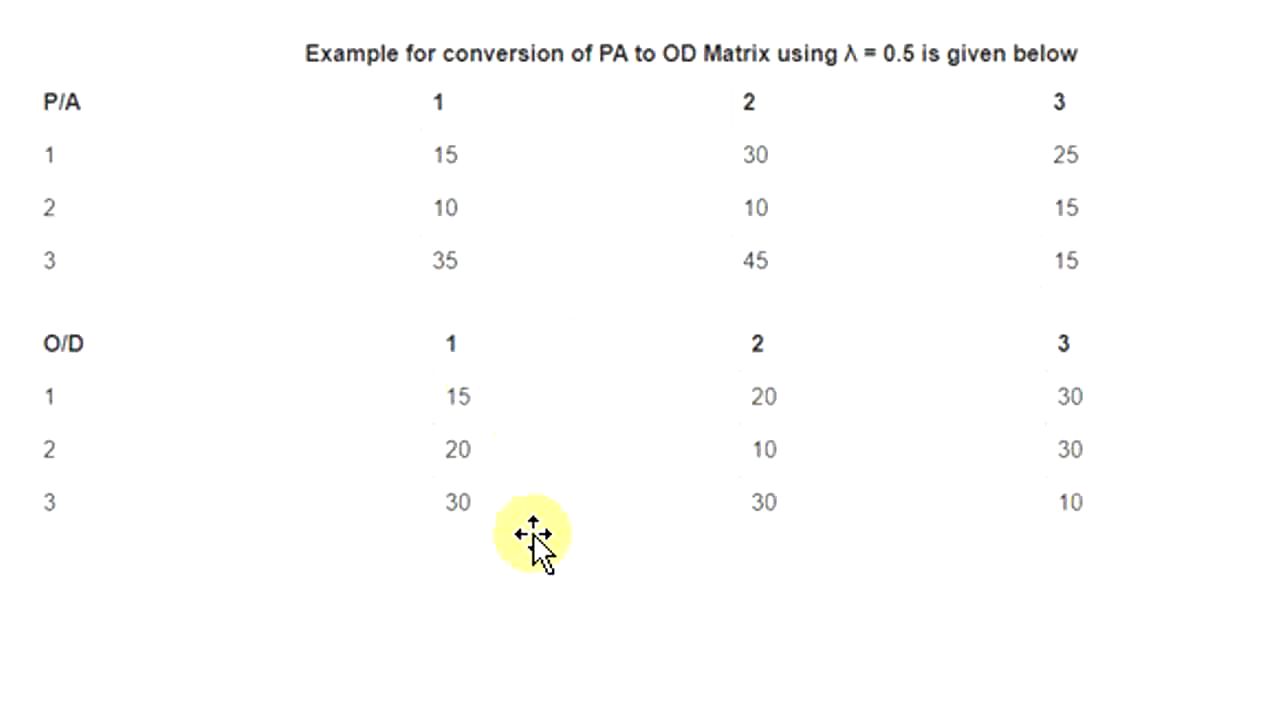 Example for conversion of PA to OD Matrix using λ = 0.5 is given below
P/A 1 2 3
1 15 30 25
2 10 10 15
3 35 45 15
O/D 1 2 3
1 15 20 30
2 20 10 30
3 30 30 10